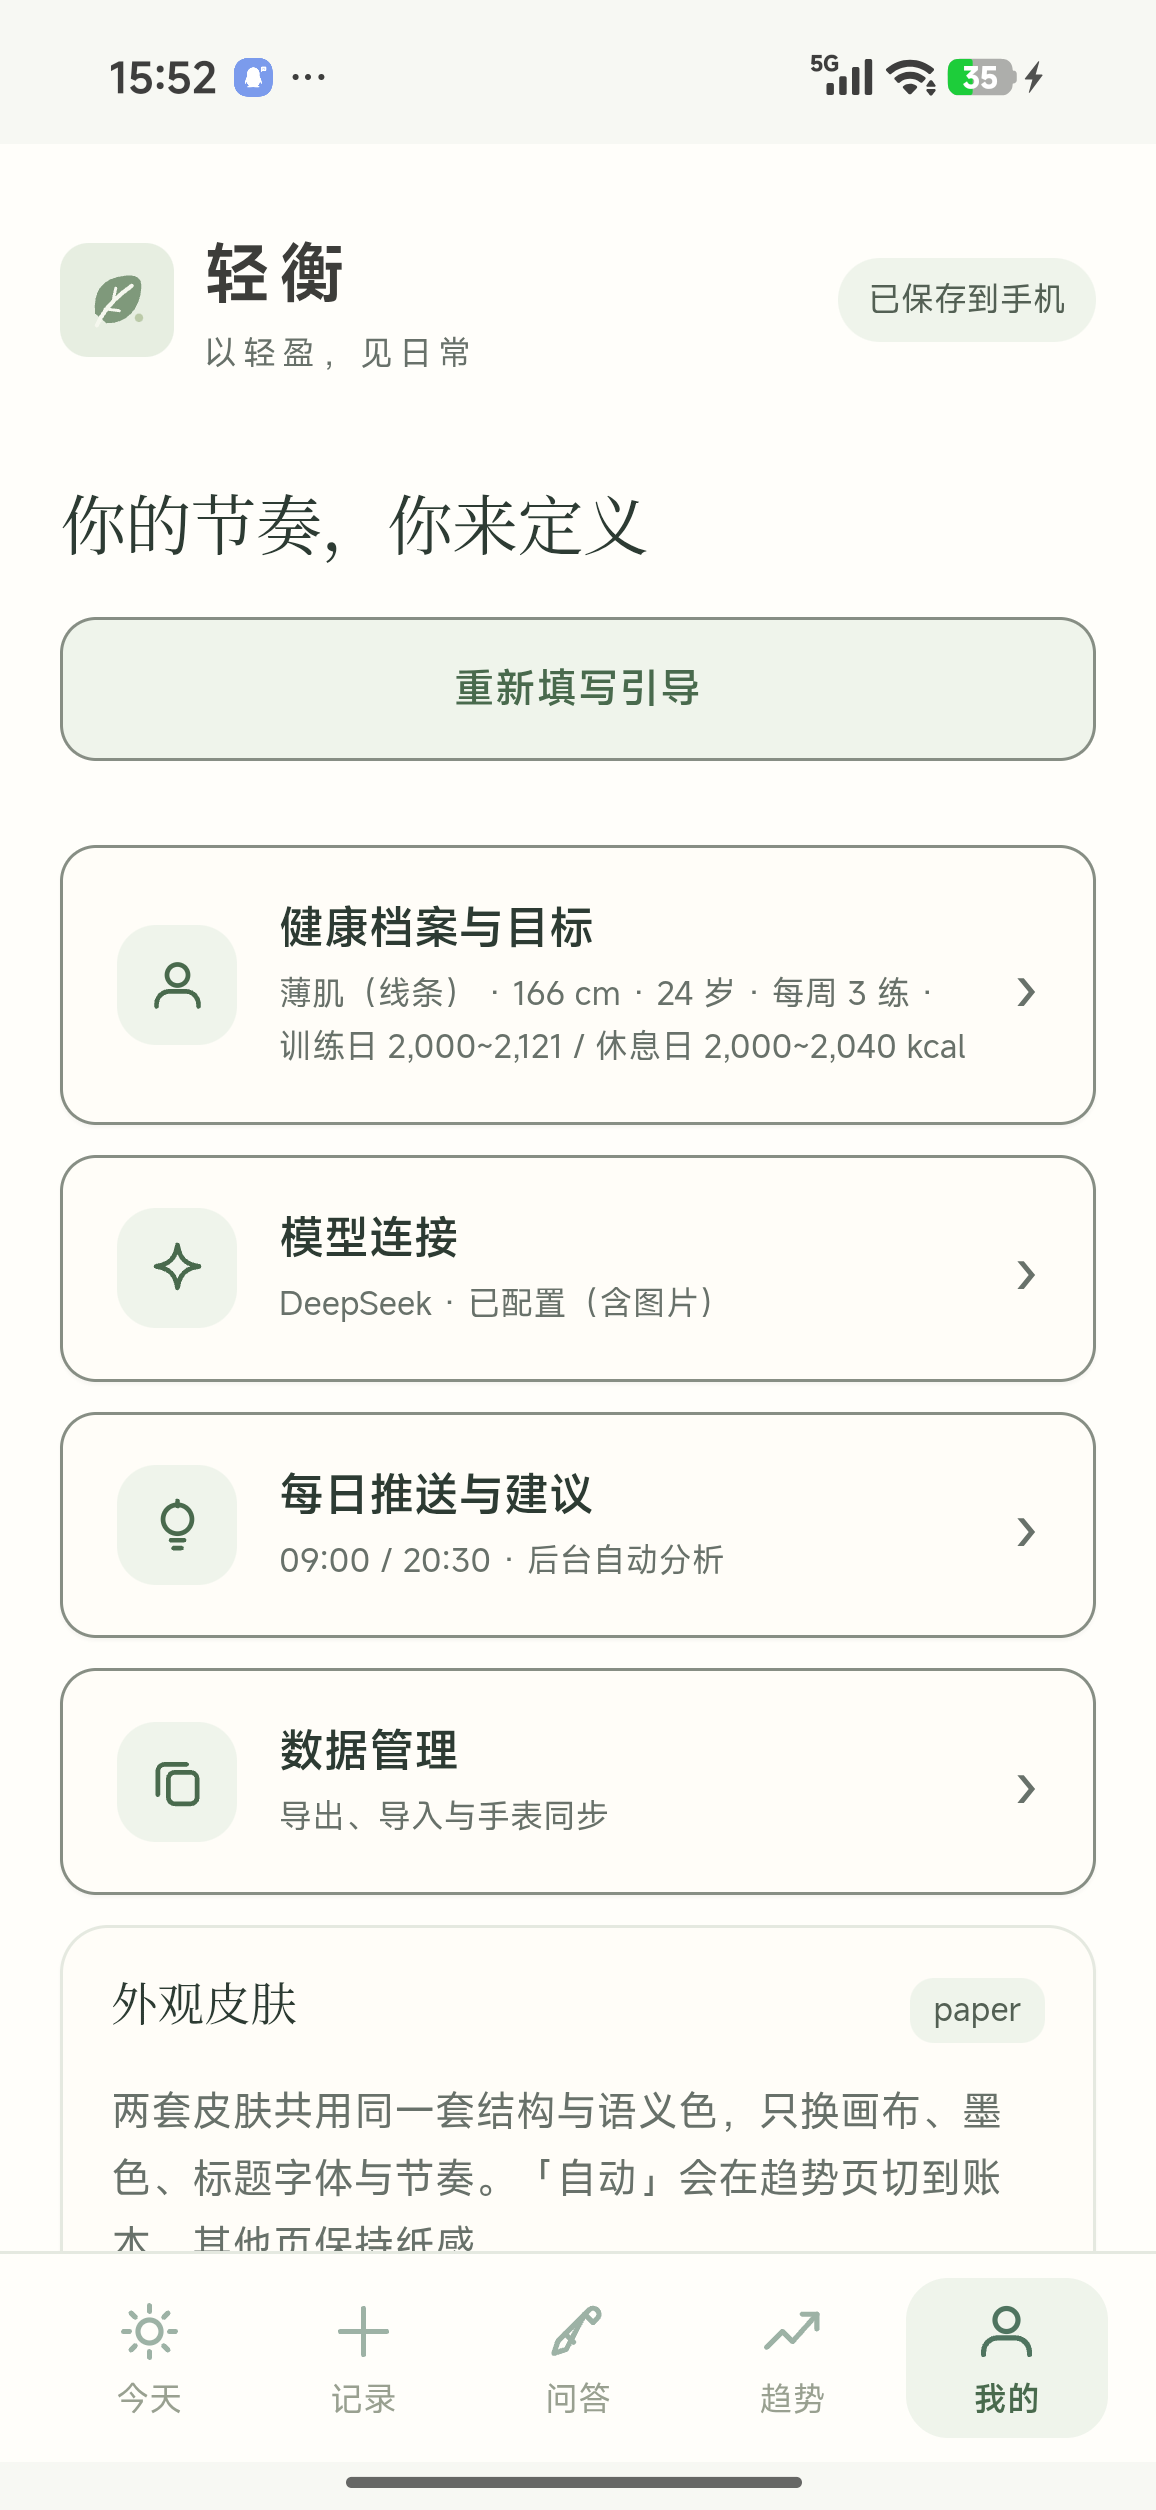 15:52
5G
35
轻衡
以轻盈，见日常
已保存到手机
你的节奏，你来定义
重新填写引导
健康档案与目标
薄肌（线条） · 166 cm · 24 岁 · 每周 3 练 ·
训练日 2,000~2,121 / 休息日 2,000~2,040 kcal
模型连接
DeepSeek · 已配置（含图片）
每日推送与建议
09:00 / 20:30 · 后台自动分析
数据管理
导出、导入与手表同步
外观皮肤
paper
两套皮肤共用同一套结构与语义色，只换画布、墨
色、标题字体与节奏。「自动」会在趋势页切到账
本，其他页保持纸感
今天
记录
问答
趋势
我的